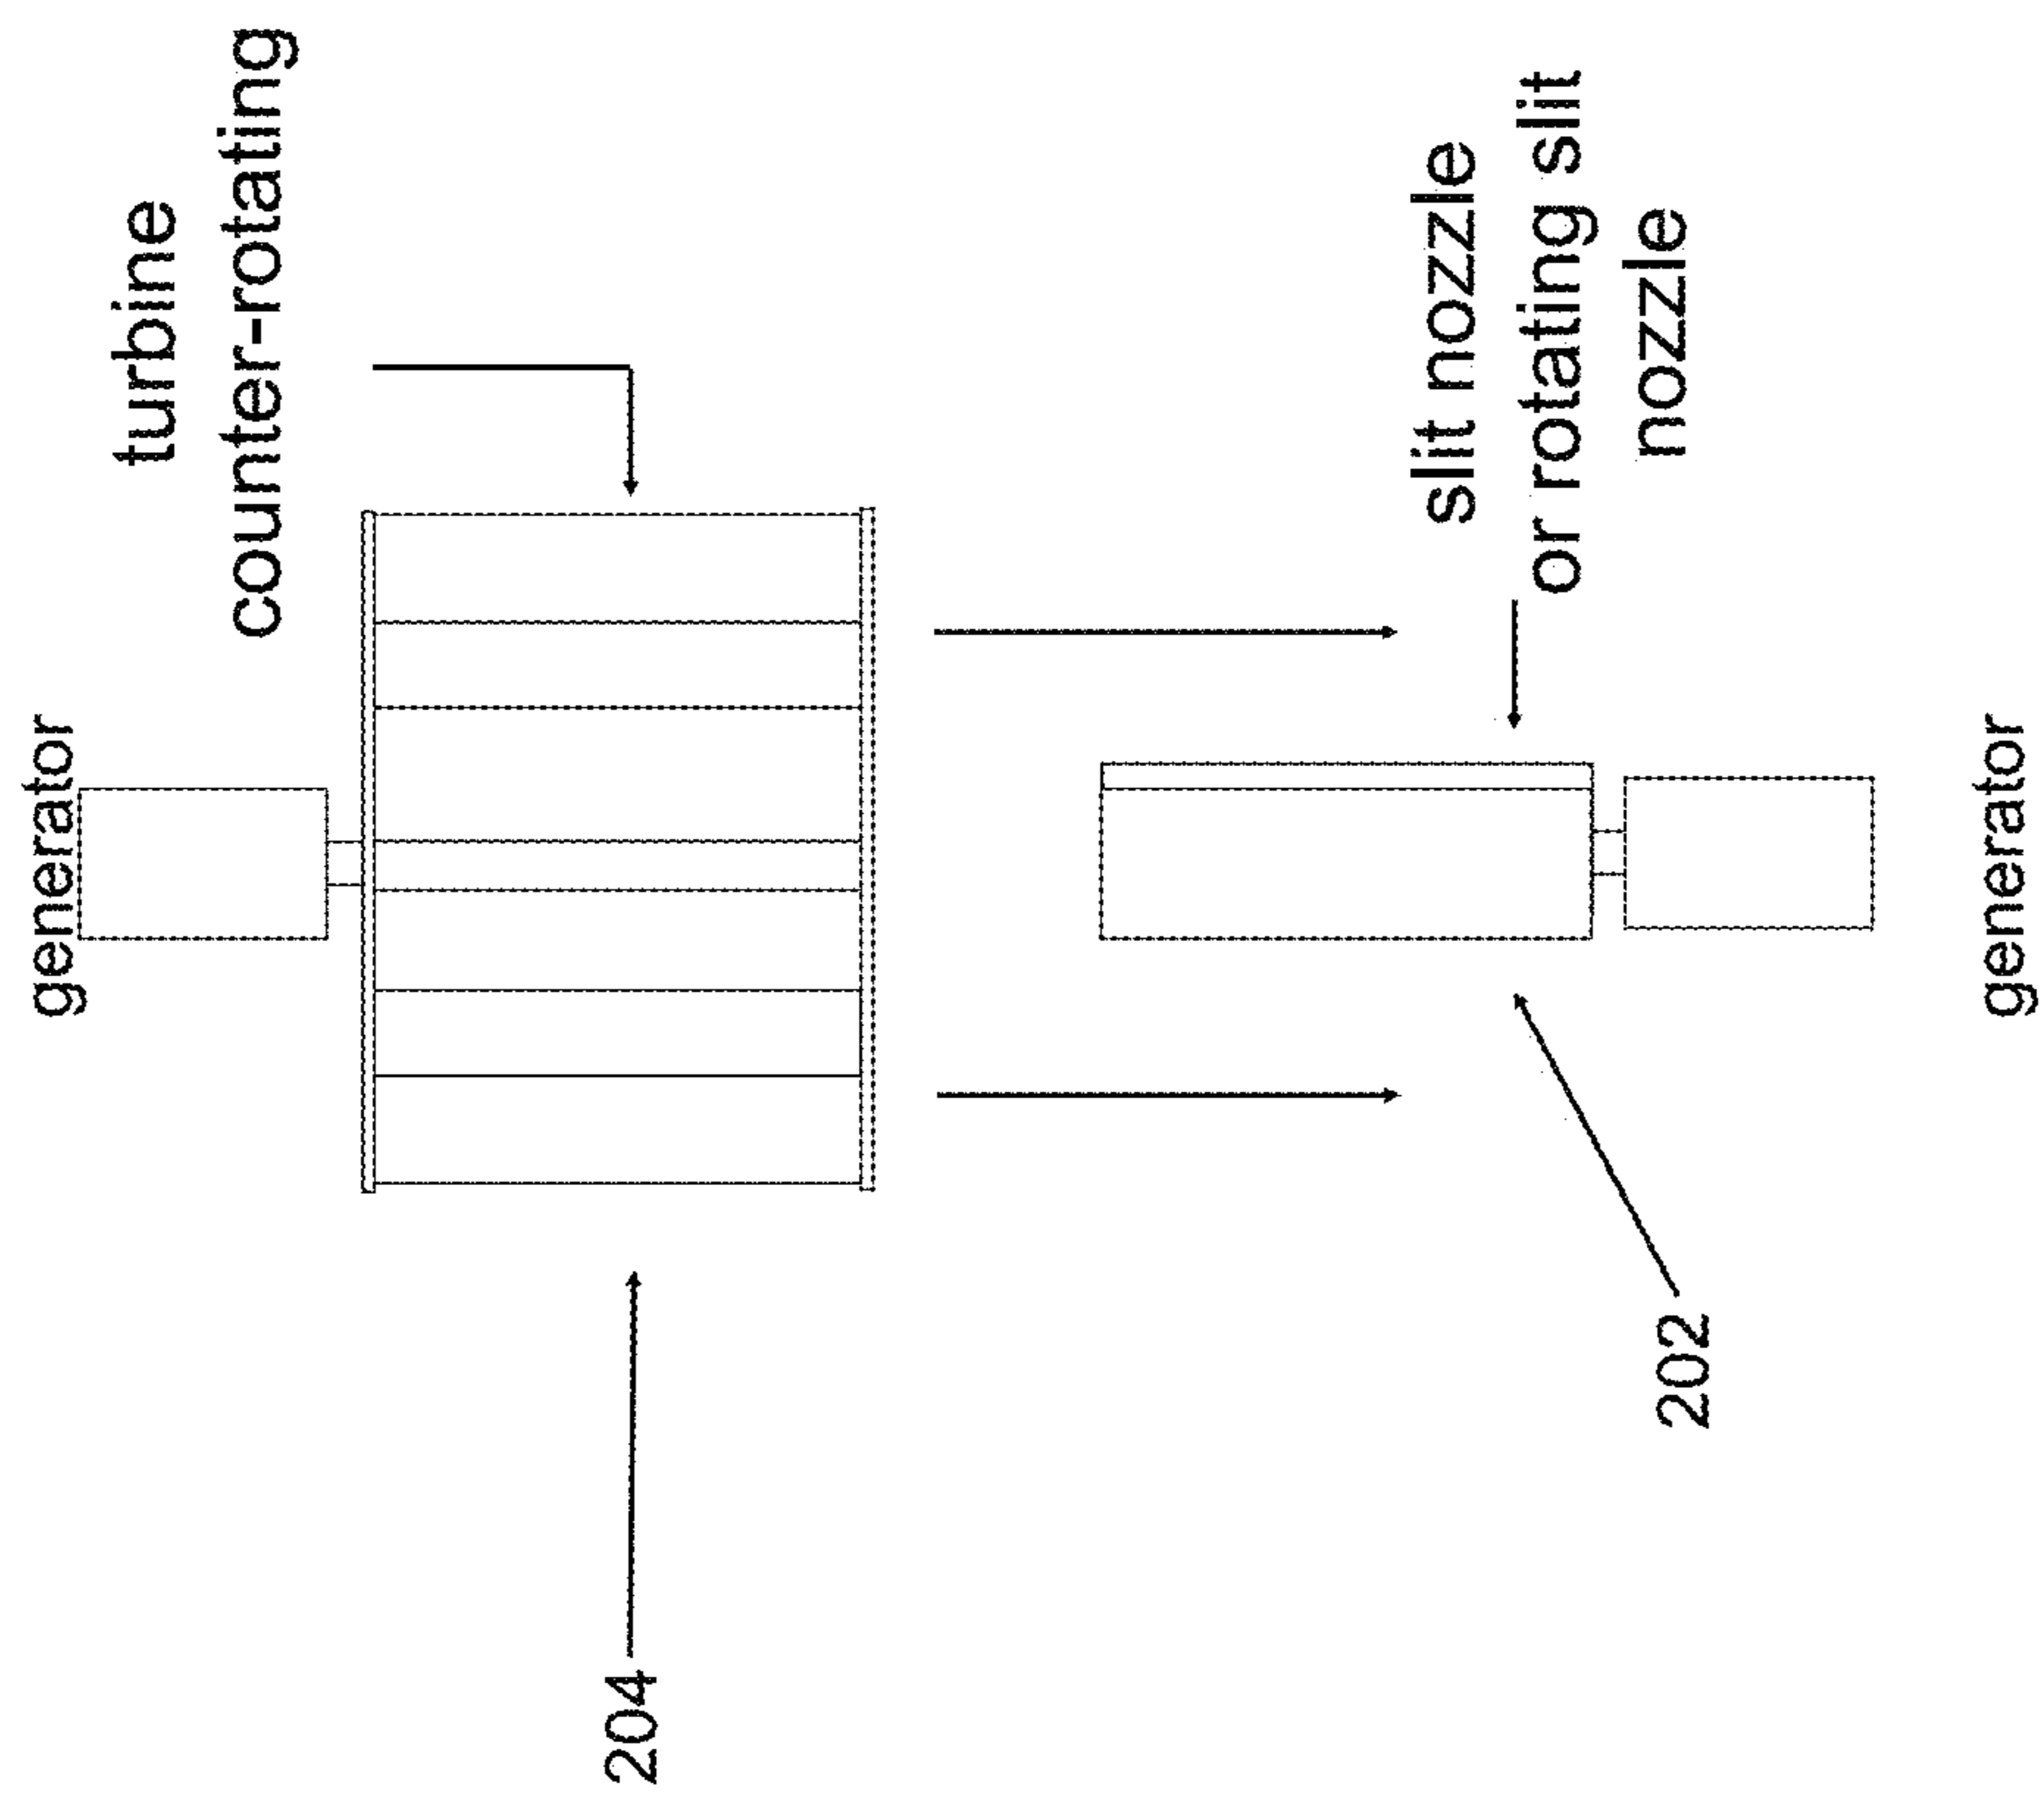 generator
turbine
counter-rotating
204
slit nozzle
or rotating slit
nozzle
202
generator